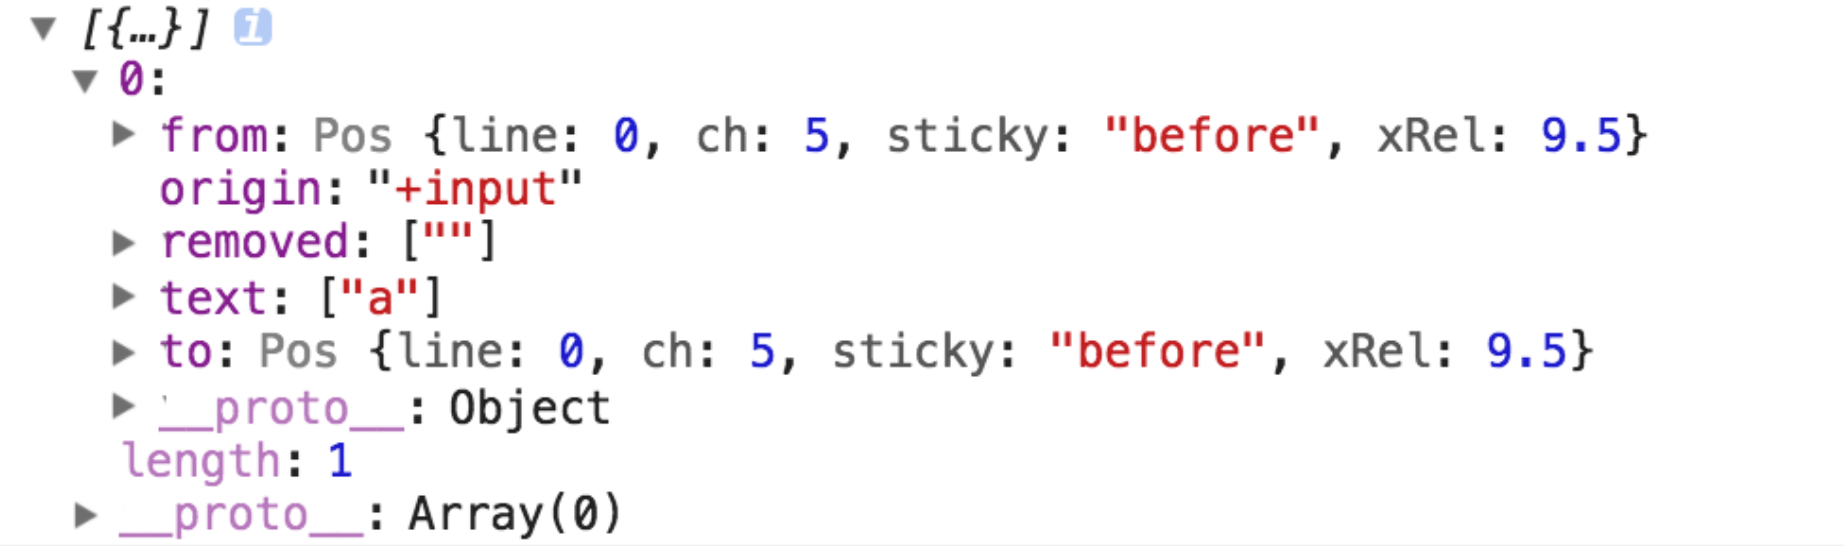 ▼ [{…}] i
▼ 0:
▶ from: Pos {line: 0, ch: 5, sticky: "before", xRel: 9.5}
origin: "+input"
▶ removed: [""]
▶ text: ["a"]
▶ to: Pos {line: 0, ch: 5, sticky: "before", xRel: 9.5}
▶ __proto__: Object
length: 1
▶ __proto__: Array(0)